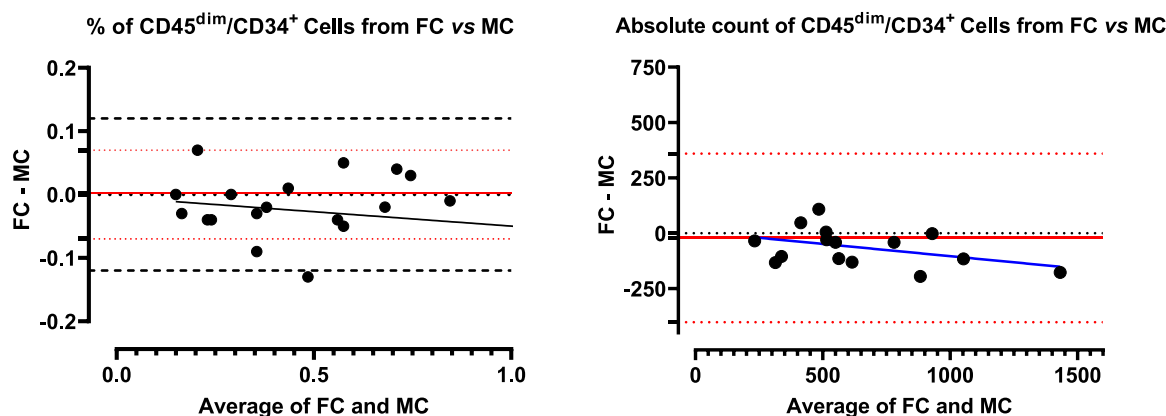 % of CD45dim/CD34+ Cells from FC vs MC
FC - MC
0.2
0.1
0.0
-0.1
-0.2
0.0 0.5 1.0
Average of FC and MC
Absolute count of CD45dim/CD34+ Cells from FC vs MC
FC - MC
750
500
250
0
-250
0 500 1000 1500
Average of FC and MC